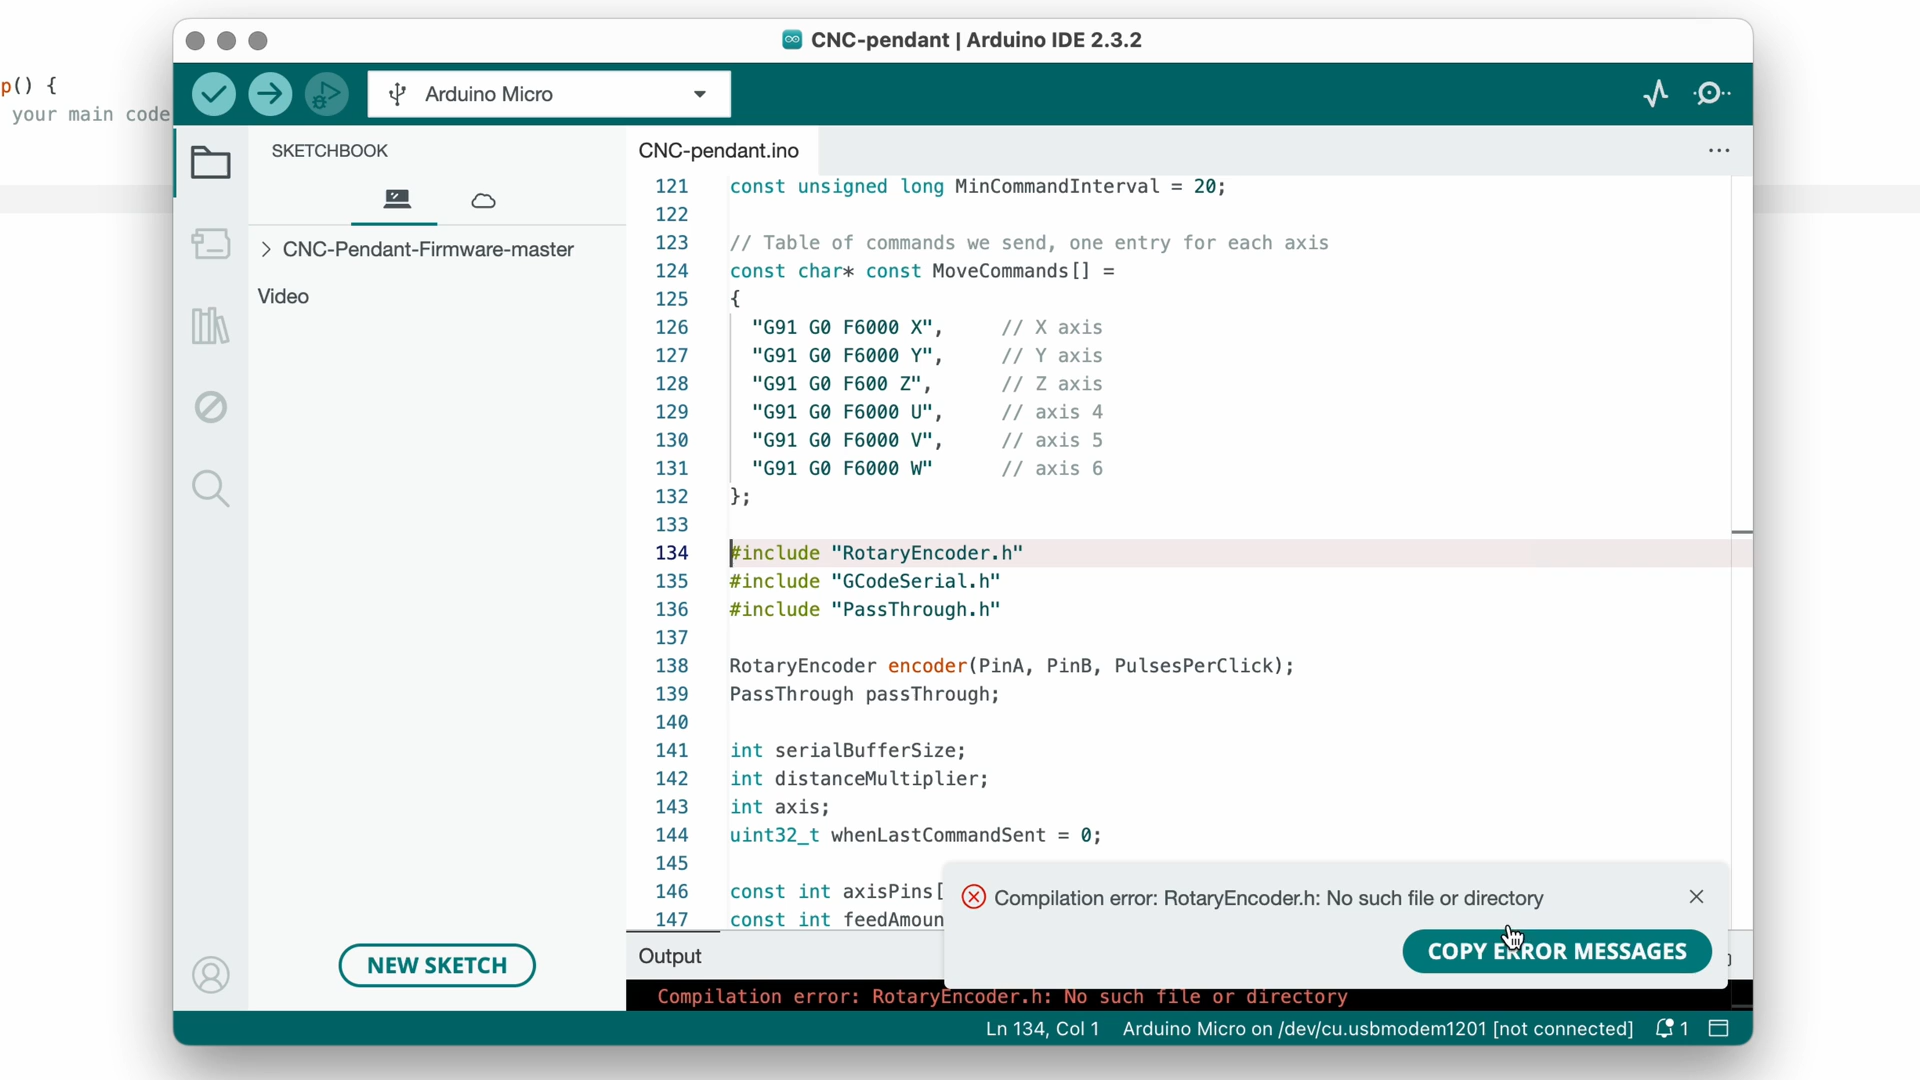 p() {
your main code
CNC-pendant | Arduino IDE 2.3.2
Arduino Micro
SKETCHBOOK
CNC-Pendant-Firmware-master
Video
NEW SKETCH
CNC-pendant.ino
121 const unsigned long MinCommandInterval = 20;
122
123 // Table of commands we send, one entry for each axis
124 const char* const MoveCommands[] =
125 {
126 "G91 G0 F6000 X", // X axis
127 "G91 G0 F6000 Y", // Y axis
128 "G91 G0 F600 Z", // Z axis
129 "G91 G0 F6000 U", // axis 4
130 "G91 G0 F6000 V", // axis 5
131 "G91 G0 F6000 W" // axis 6
132 };
133
134 #include "RotaryEncoder.h"
135 #include "GCodeSerial.h"
136 #include "PassThrough.h"
137
138 RotaryEncoder encoder(PinA, PinB, PulsesPerClick);
139 PassThrough passThrough;
140
141 int serialBufferSize;
142 int distanceMultiplier;
143 int axis;
144 uint32_t whenLastCommandSent = 0;
145
146 const int axisPins[
147 const int feedAmoun
Compilation error: RotaryEncoder.h: No such file or directory
COPY ERROR MESSAGES
Output
Compilation error: RotaryEncoder.h: No such file or directory
Ln 134, Col 1 Arduino Micro on /dev/cu.usbmodem1201 [not connected] 1